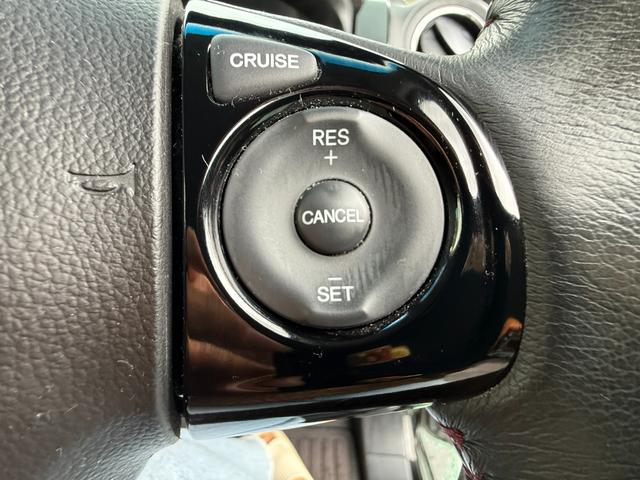 CRUISE
RES
+
CANCEL
–
SET